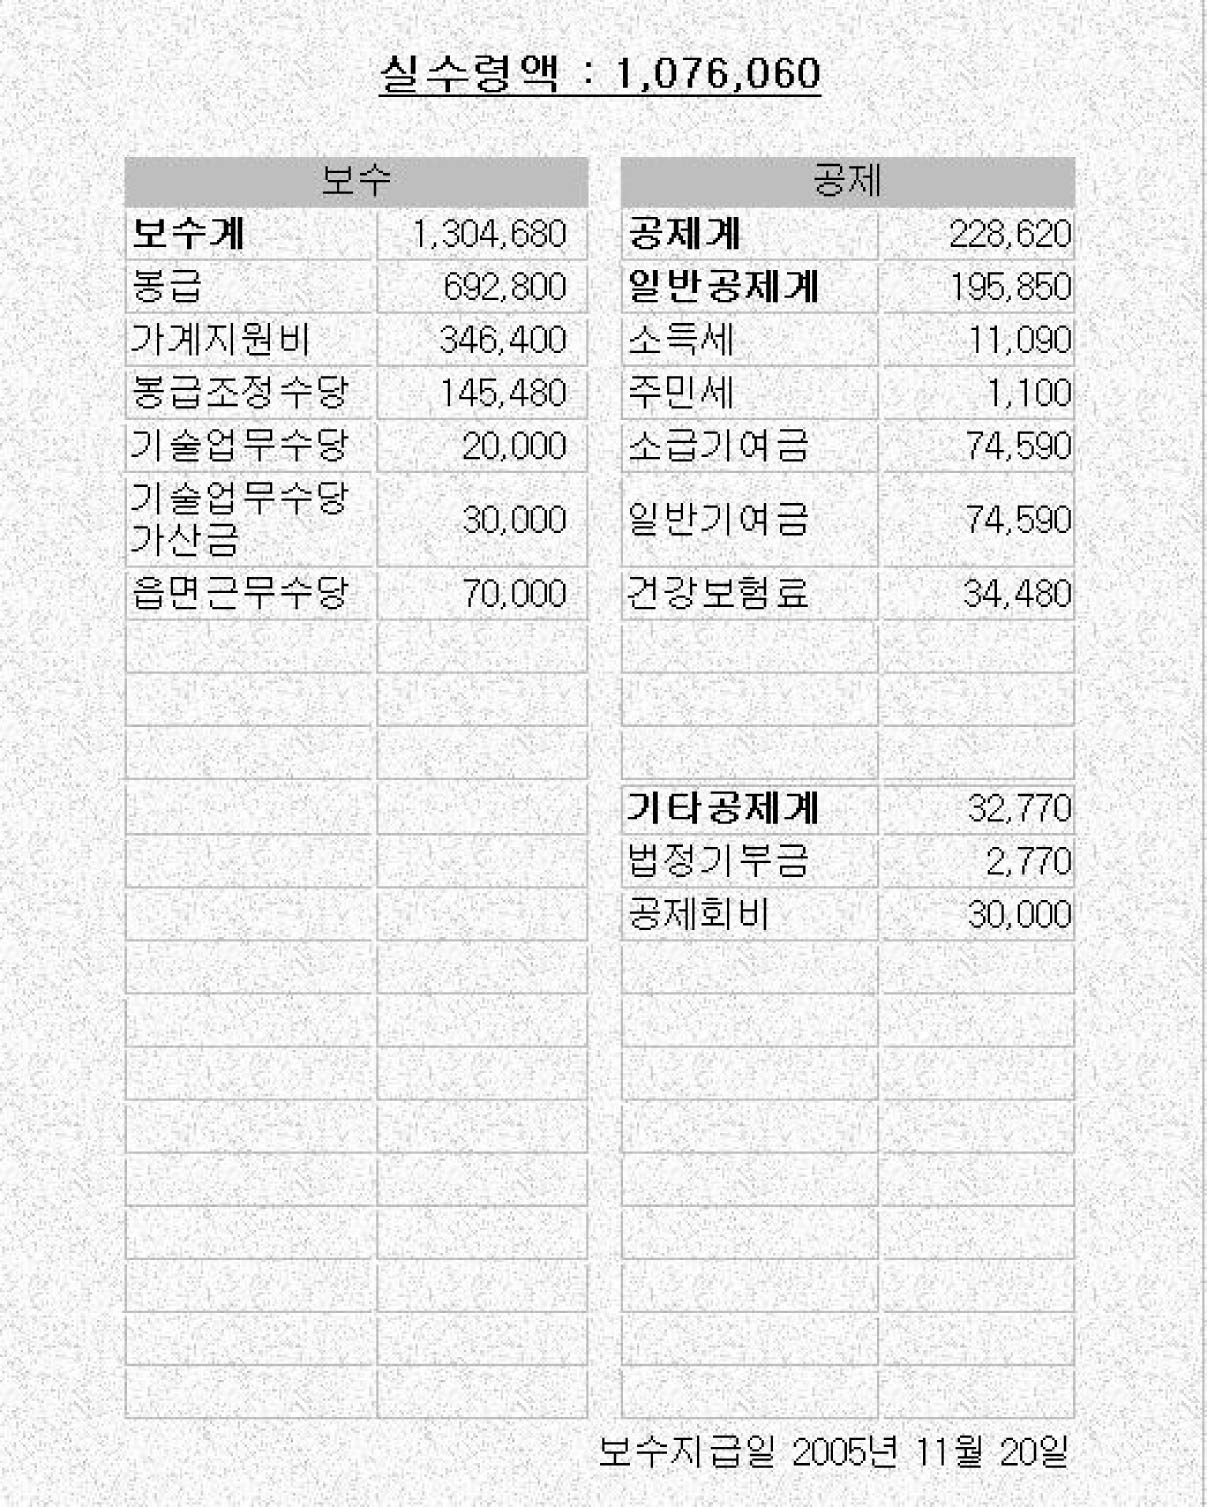 실수령액 : 1,076,060
보수 공제
보수계 1,304,680 공제계 228,620
봉급 692,800 일반공제계 195,850
가계지원비 346,400 소득세 11,090
봉급조정수당 145,480 주민세 1,100
기술업무수당 20,000 소급기여금 74,590
기술업무수당
가산금 30,000 일반기여금 74,590
읍면근무수당 70,000 건강보험료 34,480
기타공제계 32,770
법정기부금 2,770
공제회비 30,000
보수지급일 2005년 11월 20일